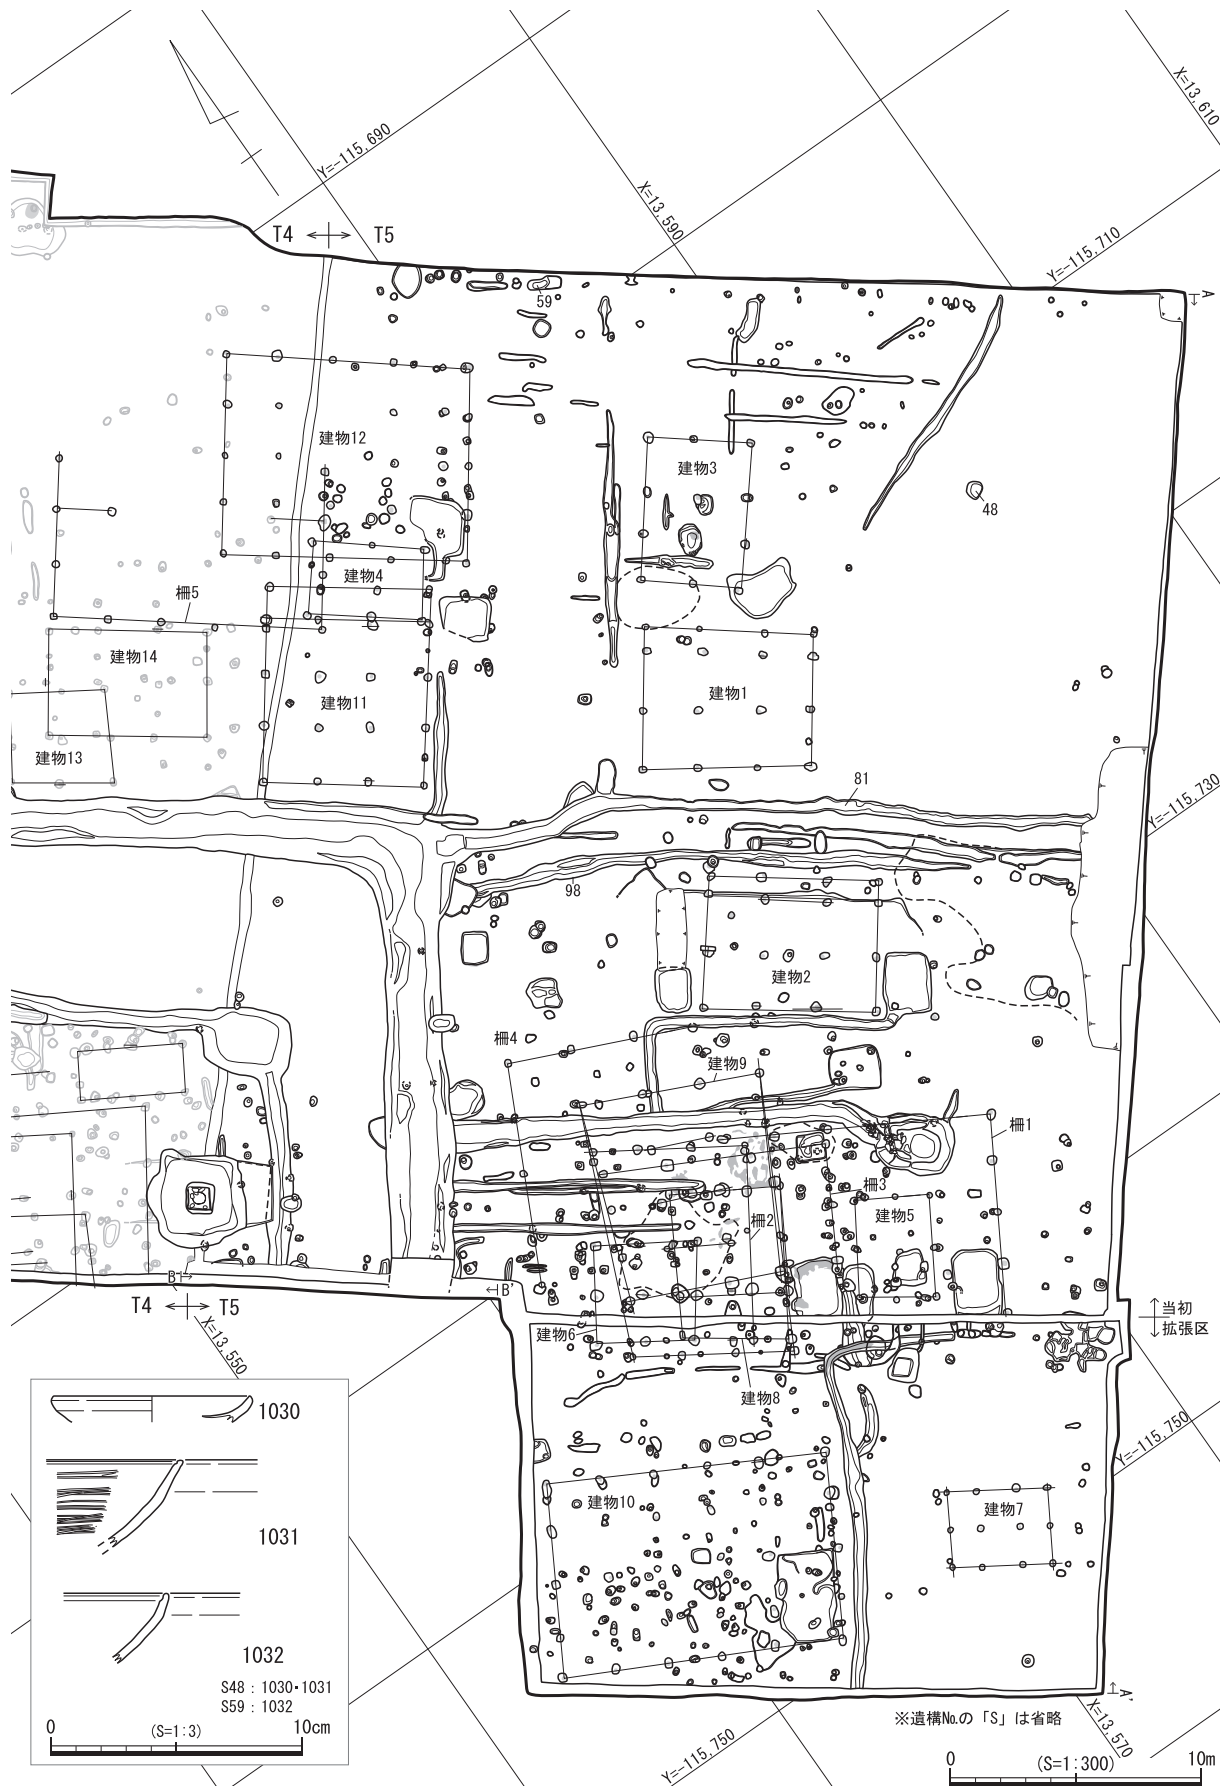 X=13,610
Y=-115,690
X=13,590
T4 T5
Y=-115,710
A
59
建物12
建物3
48
建物4
柵5
建物14
建物1
建物11
建物13
81
Y=-115,730
98
建物2
柵4
建物9
柵1
柵3
建物5
柵2
B
B'
T4 T5
当初
拡張区
X=13,550
建物6
建物8
1030
Y=-115,750
1031
建物10
建物7
1032
S48:1030・1031
S59:1032
0 (S=1:3) 10cm
A'
※遺構№の「S」は省略
X=13,570
Y=-115,750
0 (S=1:300) 10m